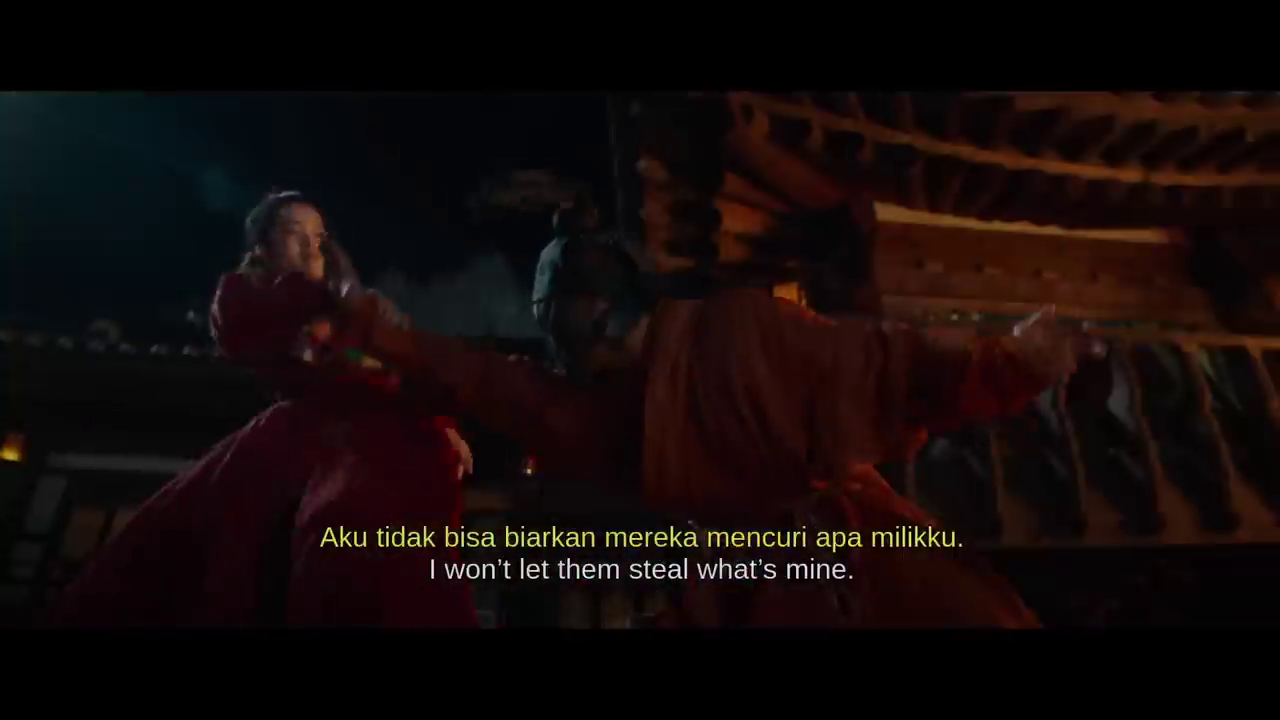 Aku tidak bisa biarkan mereka mencuri apa milikku.
I won’t let them steal what’s mine.